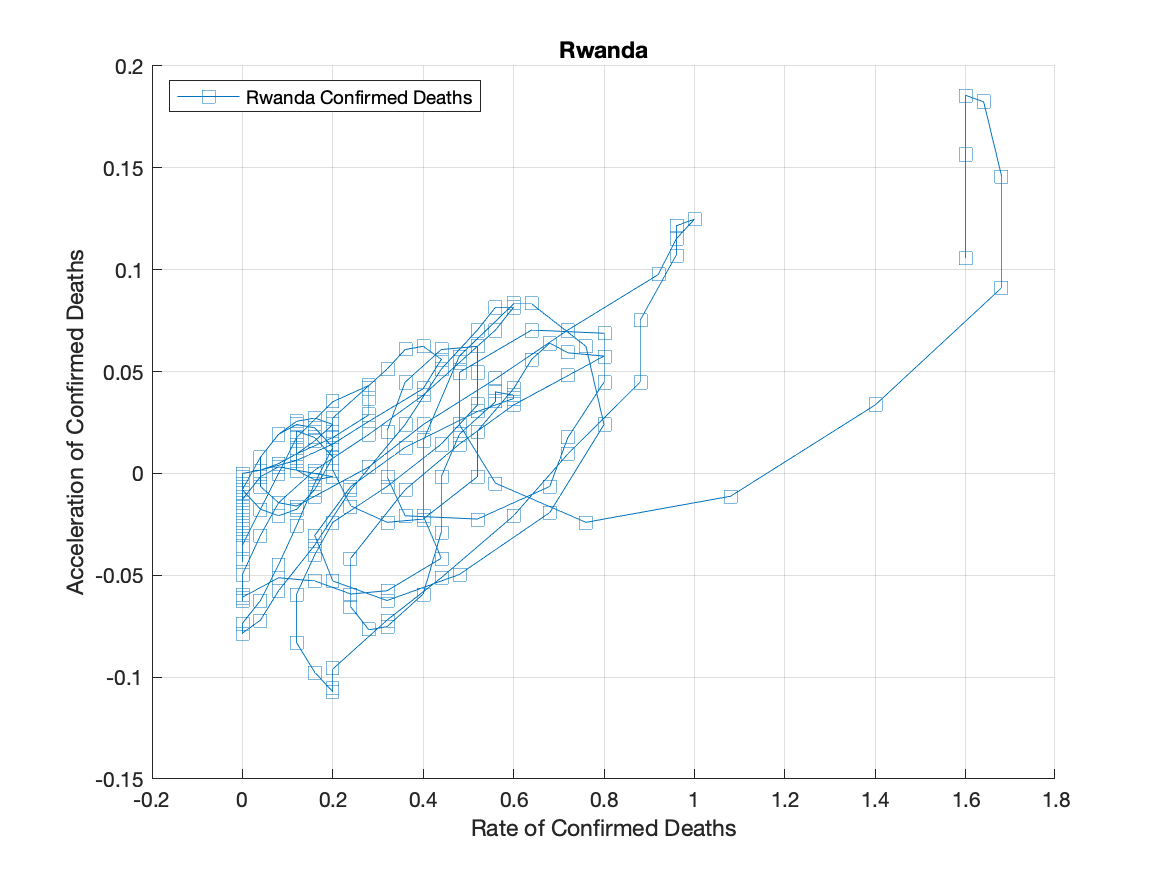 Rwanda
Rwanda Confirmed Deaths
0.2
0.15
0.1
0.05
0
-0.05
-0.1
-0.15
Acceleration of Confirmed Deaths
-0.2 0 0.2 0.4 0.6 0.8 1 1.2 1.4 1.6 1.8
Rate of Confirmed Deaths